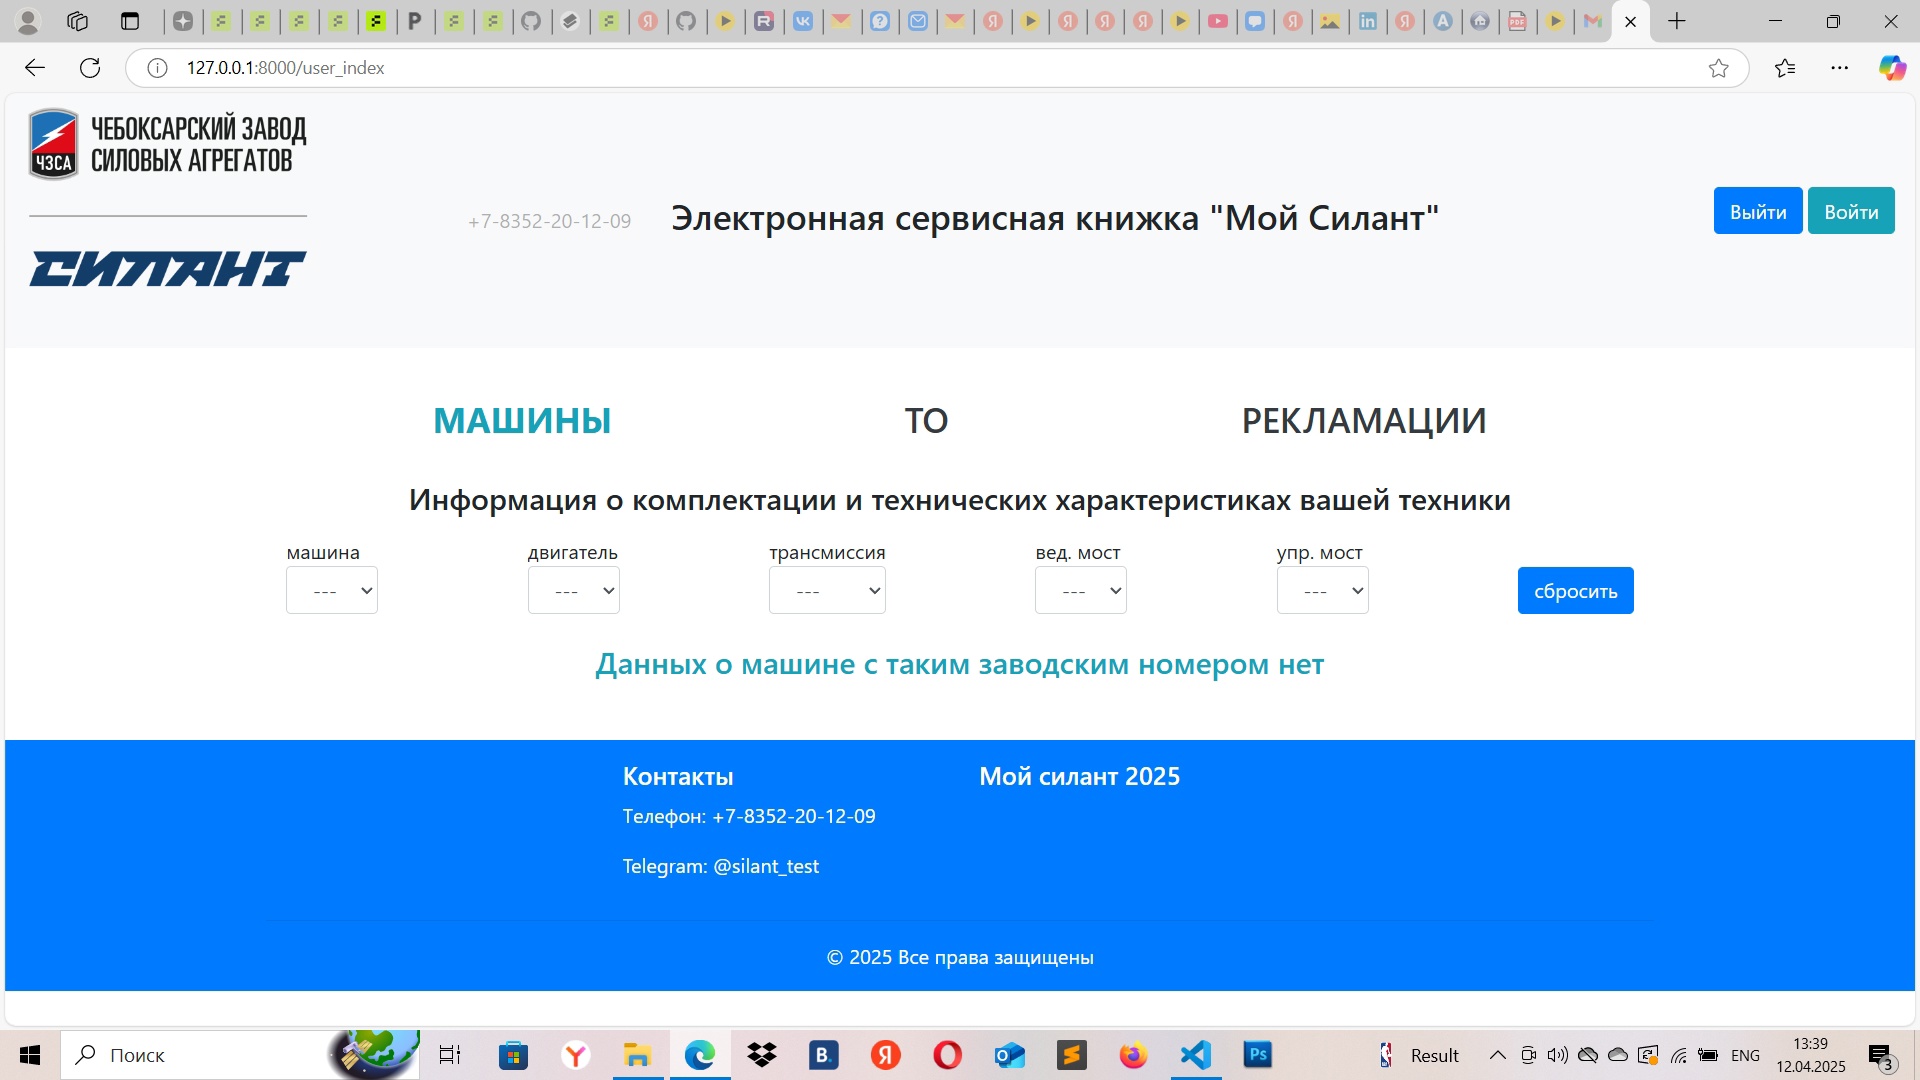 127.0.0.1:8000/user_index
ЧЕБОКСАРСКИЙ ЗАВОД
СИЛОВЫХ АГРЕГАТОВ
ЧЗСА
СИЛАНТ
+7-8352-20-12-09
Электронная сервисная книжка "Мой Силант"
Выйти
Войти
МАШИНЫ
ТО
РЕКЛАМАЦИИ
Информация о комплектации и технических характеристиках вашей техники
машина
двигатель
трансмиссия
вед. мост
упр. мост
---
---
---
---
---
сбросить
Данных о машине с таким заводским номером нет
Контакты
Мой силант 2025
Телефон: +7-8352-20-12-09
Telegram: @silant_test
© 2025 Все права защищены
Поиск
Result
ENG
13:39
12.04.2025
3